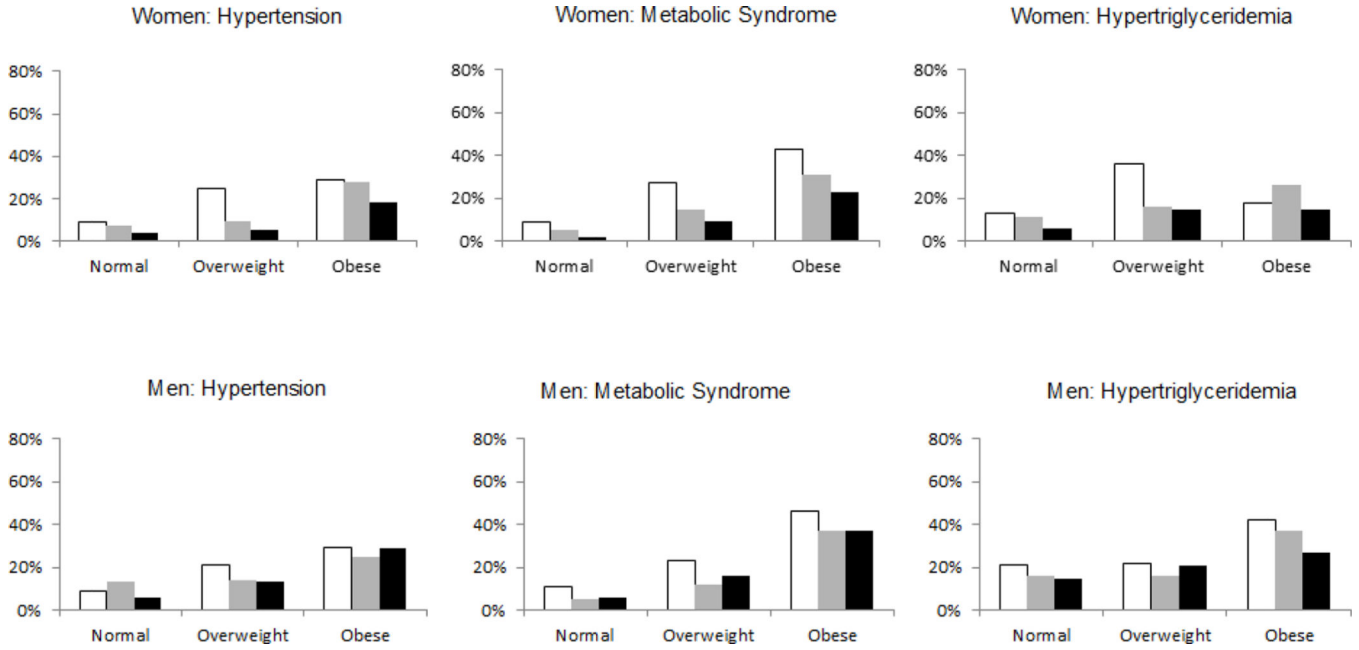 Women: Hypertension
Women: Metabolic Syndrome
Women: Hypertriglyceridemia
80%
60%
40%
20%
0%
Normal
Overweight
Obese
80%
60%
40%
20%
0%
Normal
Overweight
Obese
80%
60%
40%
20%
0%
Normal
Overweight
Obese
Men: Hypertension
Men: Metabolic Syndrome
Men: Hypertriglyceridemia
80%
60%
40%
20%
0%
Normal
Overweight
Obese
80%
60%
40%
20%
0%
Normal
Overweight
Obese
80%
60%
40%
20%
0%
Normal
Overweight
Obese